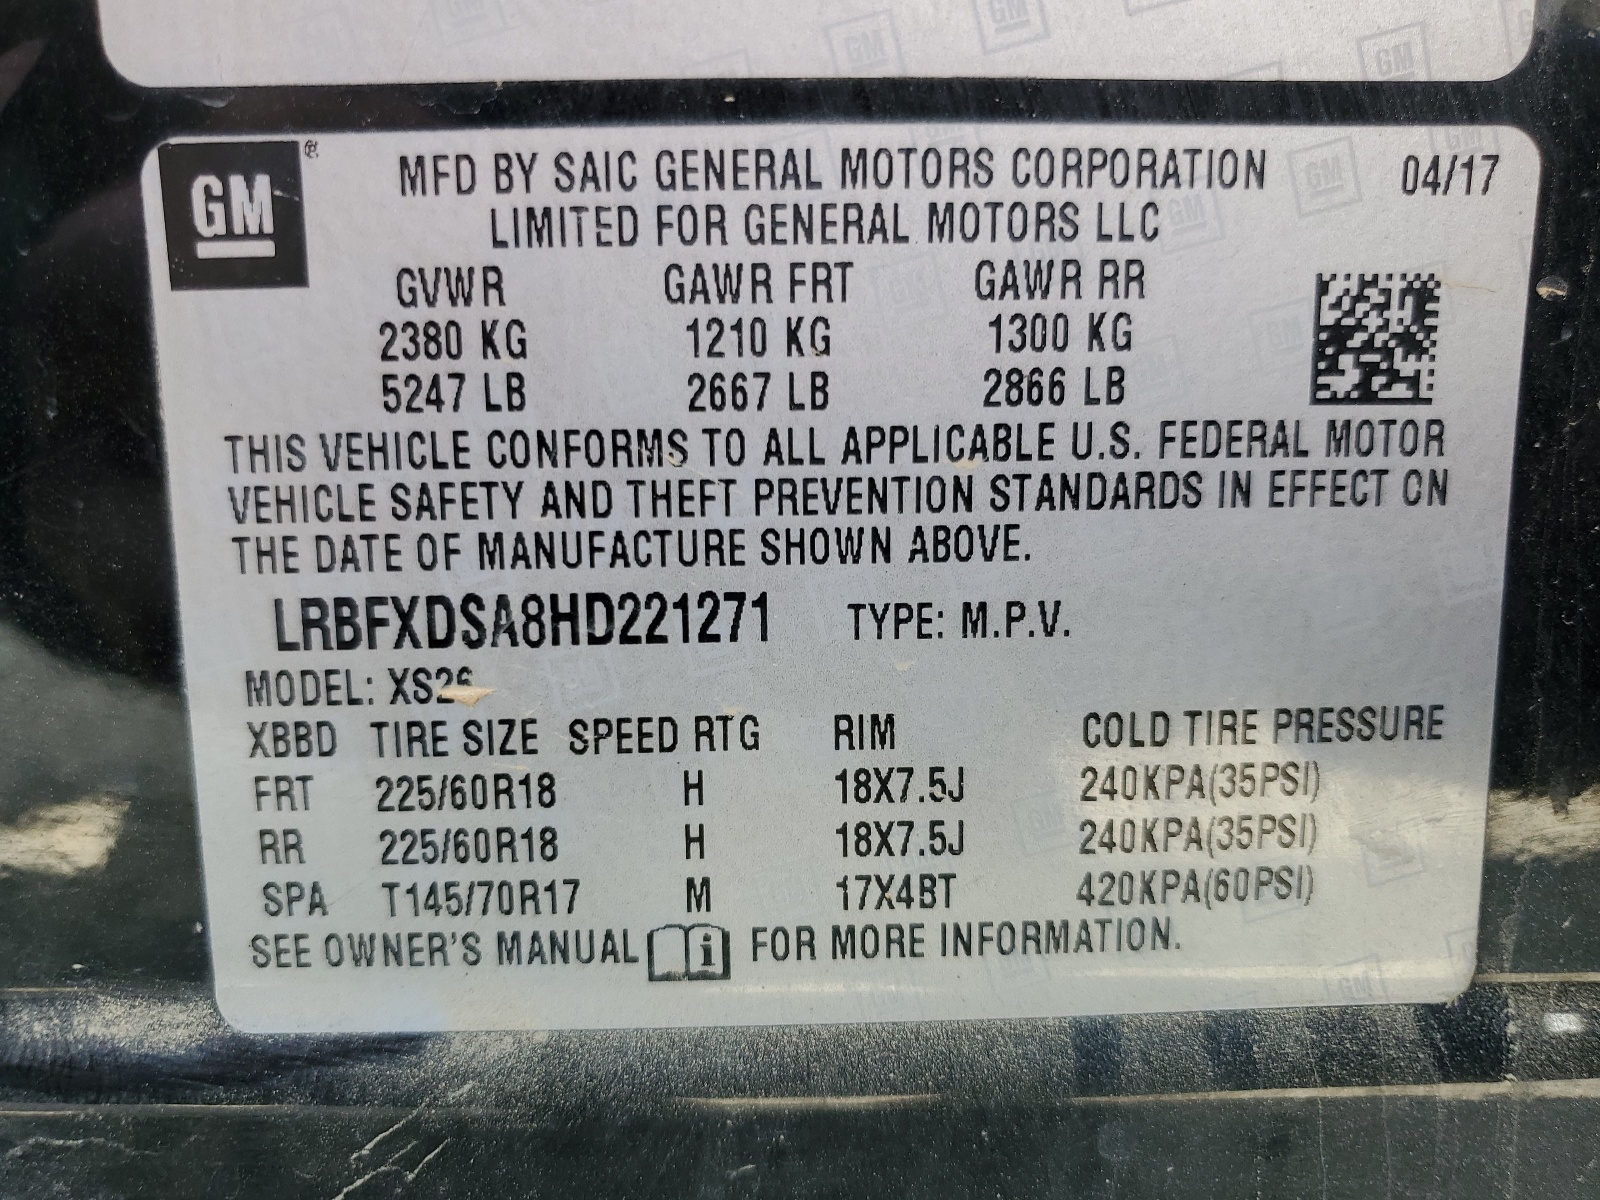 GM
MFD BY SAIC GENERAL MOTORS CORPORATION 04/17
LIMITED FOR GENERAL MOTORS LLC
GVWR GAWR FRT GAWR RR
2380 KG 1210 KG 1300 KG
5247 LB 2667 LB 2866 LB
THIS VEHICLE CONFORMS TO ALL APPLICABLE U.S. FEDERAL MOTOR
VEHICLE SAFETY AND THEFT PREVENTION STANDARDS IN EFFECT ON
THE DATE OF MANUFACTURE SHOWN ABOVE.
LRBFXDSA8HD221271 TYPE: M.P.V.
MODEL: XS26
XBBD TIRE SIZE SPEED RTG RIM COLD TIRE PRESSURE
FRT 225/60R18 H 18X7.5J 240KPA(35PSI)
RR 225/60R18 H 18X7.5J 240KPA(35PSI)
SPA T145/70R17 M 17X4BT 420KPA(60PSI)
SEE OWNER'S MANUAL i FOR MORE INFORMATION.